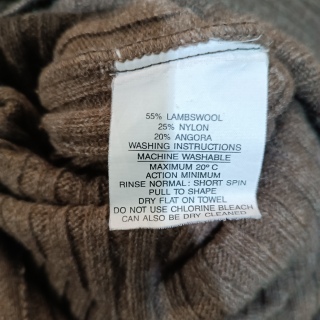 55% LAMBSWOOL
25% NYLON
20% ANGORA
WASHING INSTRUCTIONS
MACHINE WASHABLE
MAXIMUM 20° C
ACTION MINIMUM
RINSE NORMAL: SHORT SPIN
PULL TO SHAPE
DRY FLAT ON TOWEL
DO NOT USE CHLORINE BLEACH
CAN ALSO BE DRY CLEANED